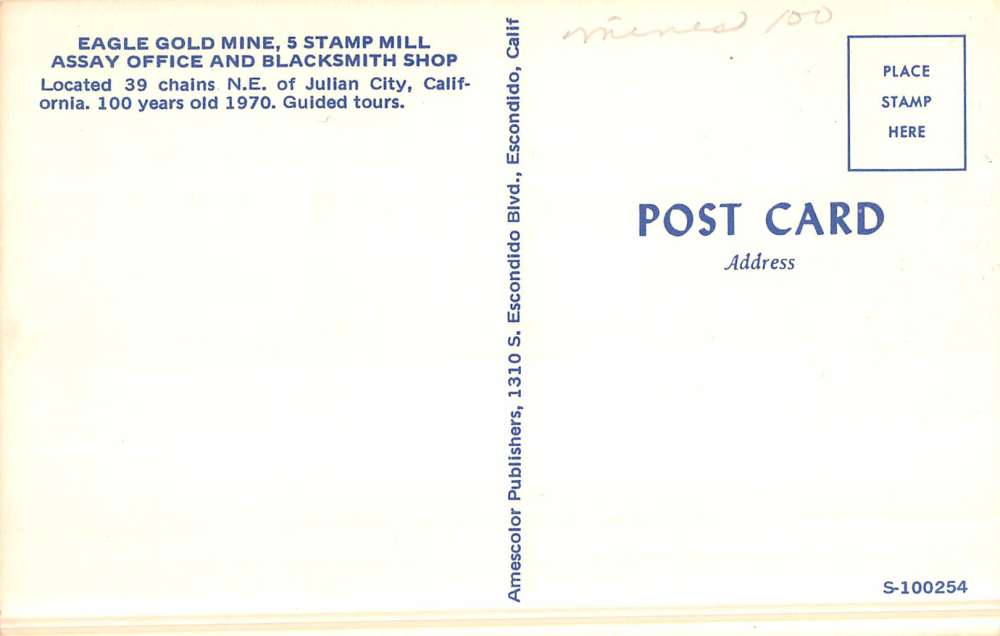 EAGLE GOLD MINE, 5 STAMP MILL
ASSAY OFFICE AND BLACKSMITH SHOP
Located 39 chains N.E. of Julian City, Calif-
ornia. 100 years old 1970. Guided tours.
Amescolor Publishers, 1310 S. Escondido Blvd., Escondido, Calif
mines 100
PLACE
STAMP
HERE
POST CARD
Address
S-100254